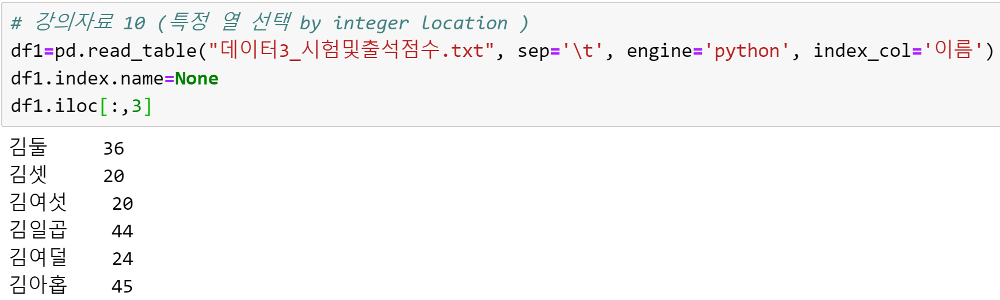 # 강의자료 10 (특정 열 선택 by integer location )
df1=pd.read_table("데이터3_시험및출석점수.txt", sep='\t', engine='python', index_col='이름')
df1.index.name=None
df1.iloc[:,3]
김둘 36
김셋 20
김여섯 20
김일곱 44
김여덜 24
김아홉 45